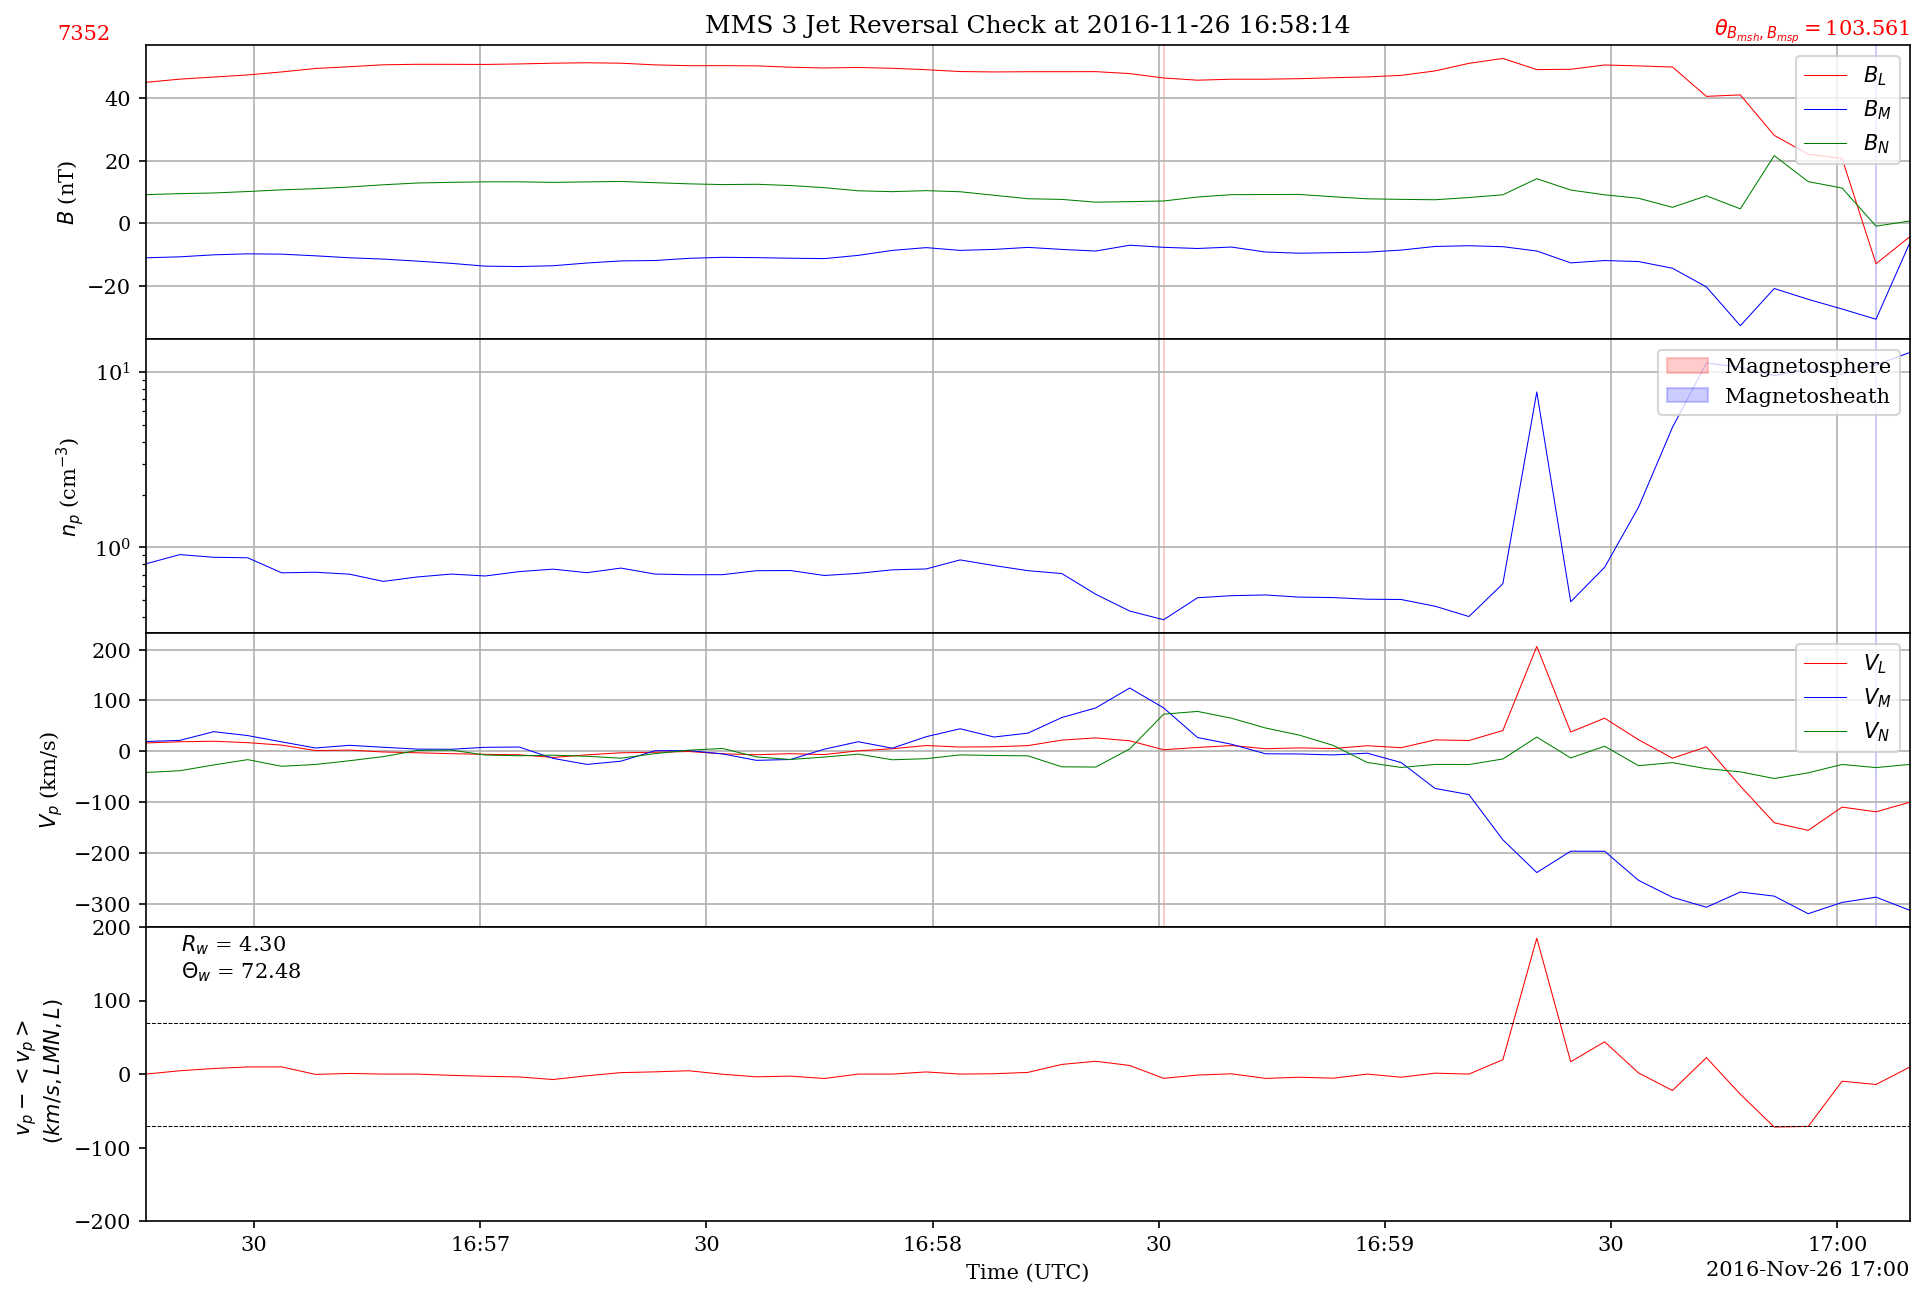 MMS 3 Jet Reversal Check at 2016-11-26 16:58:14
7352
θ_{B_{msh}, B_{msp}} = 103.561
B (nT)
40
20
0
−20
B_L
B_M
B_N
n_p (cm^{−3})
10^1
10^0
Magnetosphere
Magnetosheath
V_p (km/s)
200
100
0
−100
−200
−300
V_L
V_M
V_N
v_p − < v_p >
(km/s, LMN, L)
200
100
0
−100
−200
R_w = 4.30
Θ_w = 72.48
30
16:57
30
16:58
30
16:59
30
17:00
Time (UTC)
2016-Nov-26 17:00